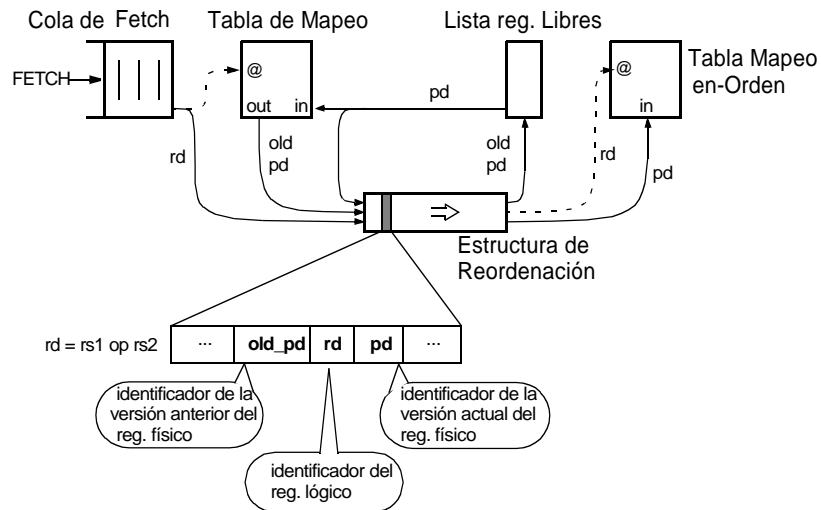 Cola de Fetch
Tabla de Mapeo
Lista reg. Libres
Tabla Mapeo
en-Orden
FETCH
@
out in
pd
@
in
rd
old
pd
old
pd
rd
pd
Estructura de
Reordenación
rd = rs1 op rs2
... old_pd rd pd ...
identificador de la
versión anterior del
reg. físico
identificador de la
versión actual del
reg. físico
identificador del
reg. lógico